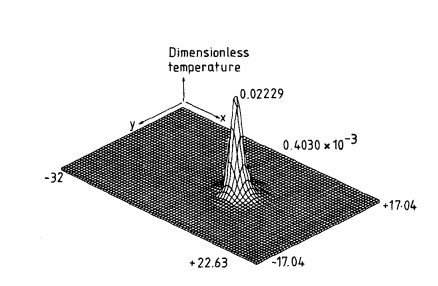 Dimensionless
temperature
0.02229
y
x
0.4030 × 10⁻³
-32
+17.04
+22.63
-17.04